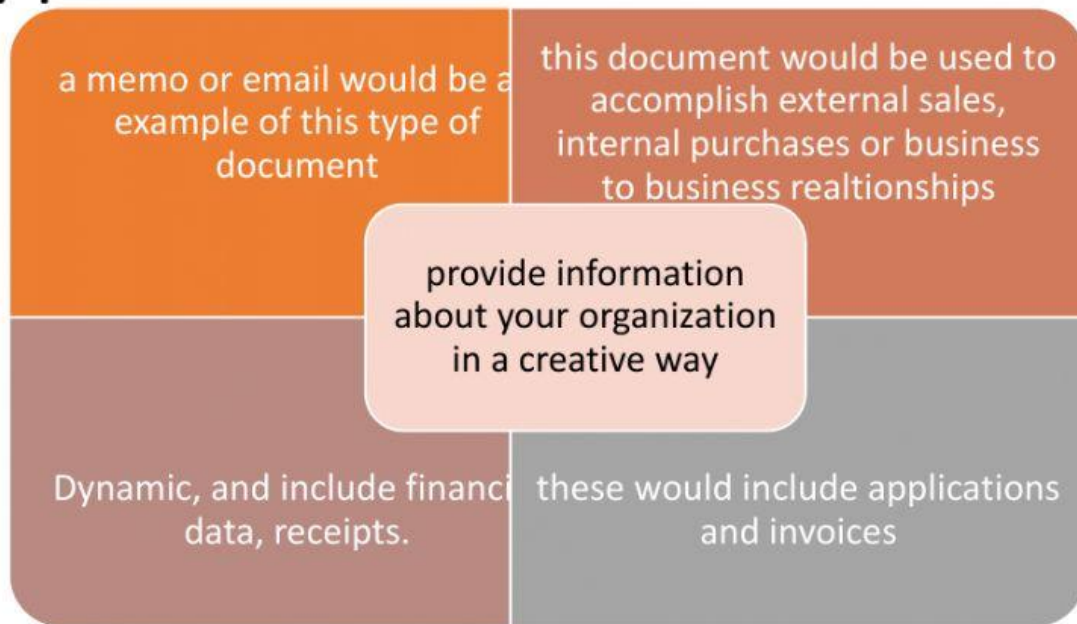 a memo or email would be a
example of this type of
document
this document would be used to
accomplish external sales,
internal purchases or business
to business realtionships
provide information
about your organization
in a creative way
Dynamic, and include financi
data, receipts.
these would include applications
and invoices